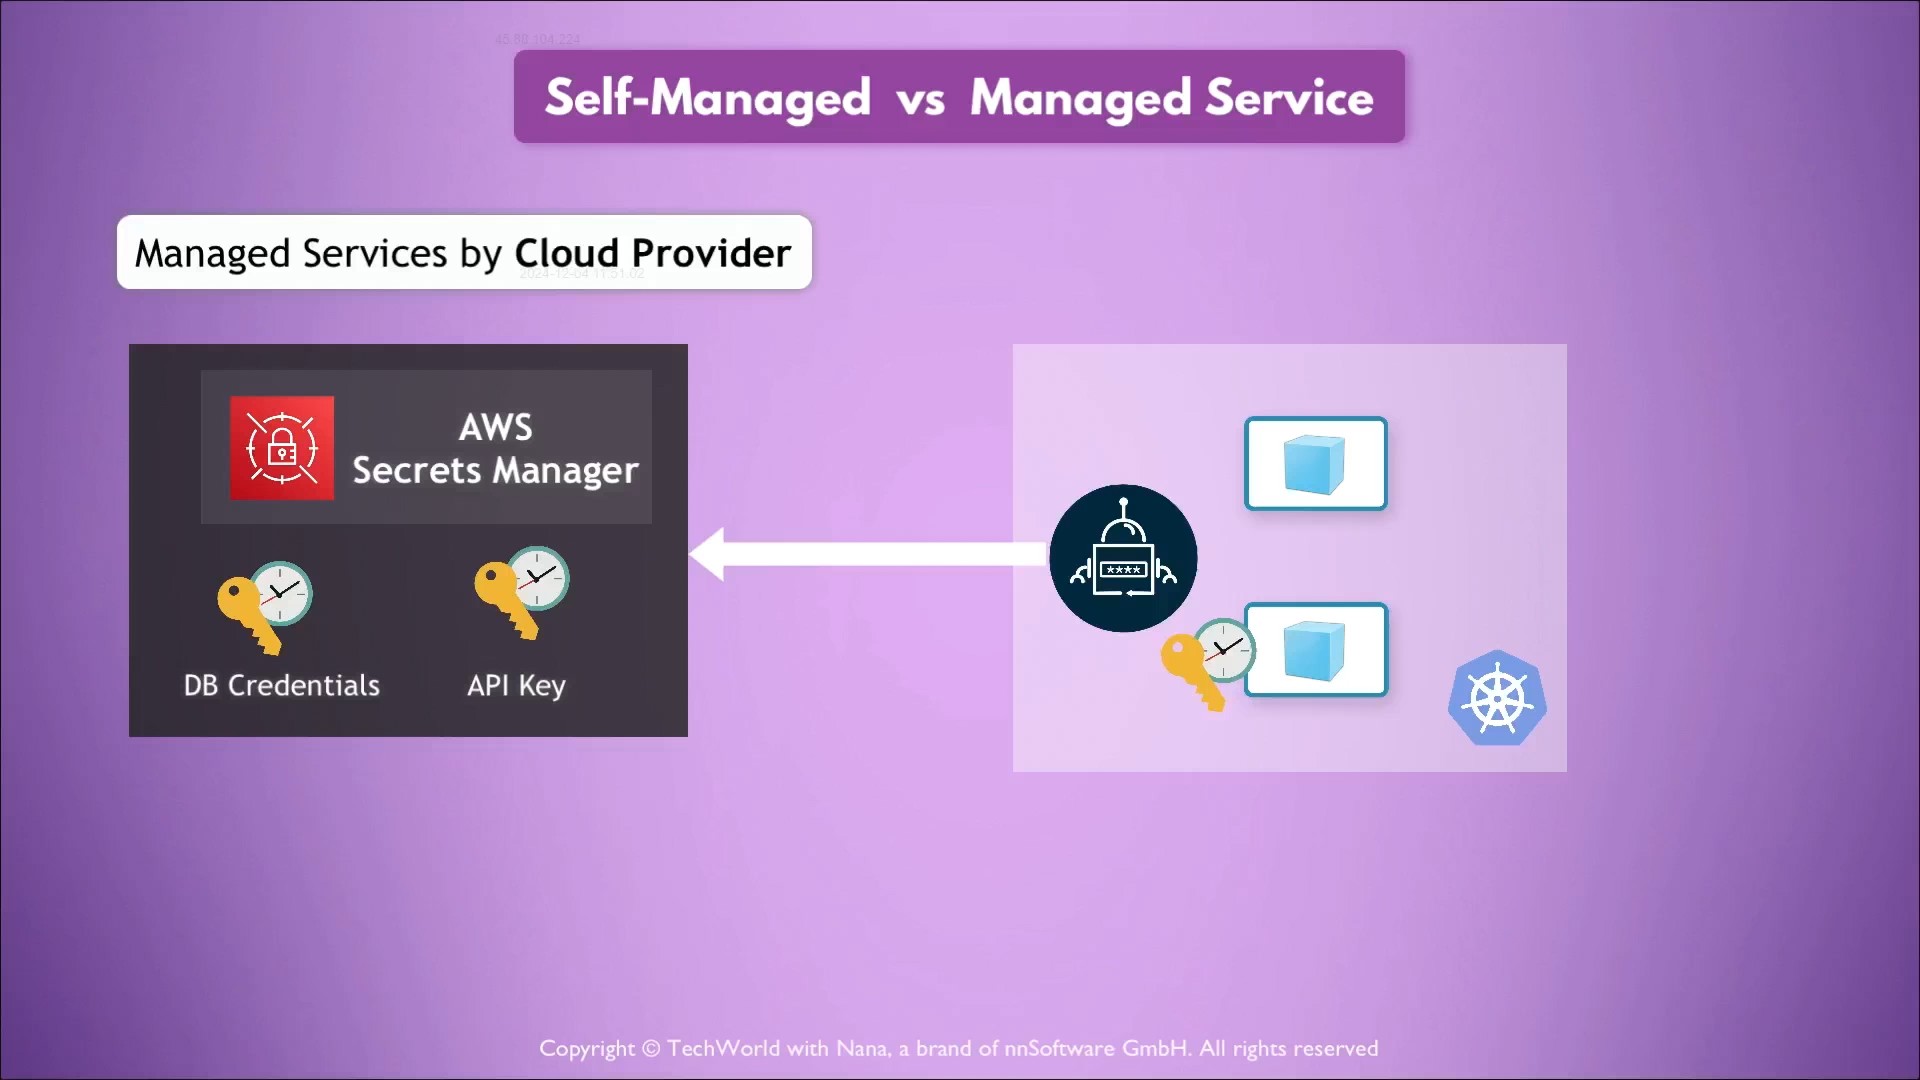 45.80.104.224
Self-Managed vs Managed Service
Managed Services by Cloud Provider
2024-12-04 11:51:02
AWS
Secrets Manager
****
DB Credentials
API Key
Copyright © TechWorld with Nana, a brand of nnSoftware GmbH. All rights reserved